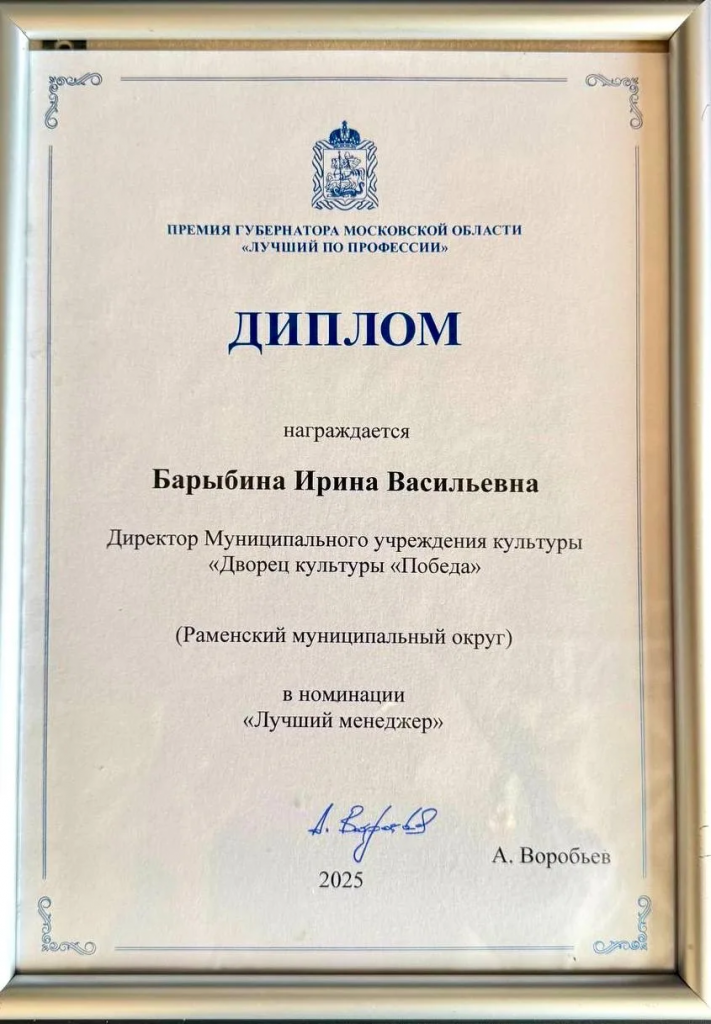 ПРЕМИЯ ГУБЕРНАТОРА МОСКОВСКОЙ ОБЛАСТИ
«ЛУЧШИЙ ПО ПРОФЕССИИ»
ДИПЛОМ
награждается
Барыбина Ирина Васильевна
Директор Муниципального учреждения культуры
«Дворец культуры «Победа»
(Раменский муниципальный округ)
в номинации
«Лучший менеджер»
А. Воробьев
2025